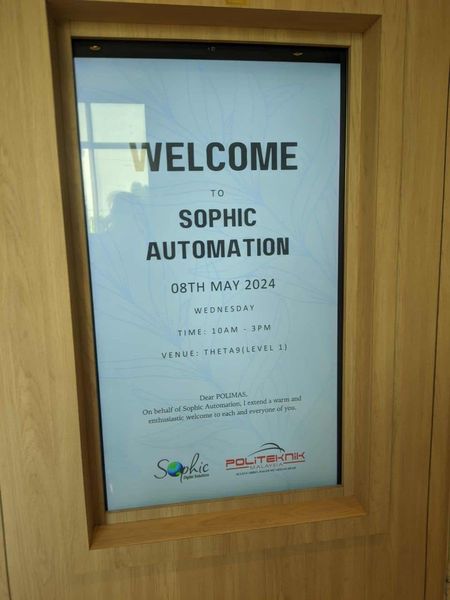 WELCOME
TO
SOPHIC
AUTOMATION
08TH MAY 2024
WEDNESDAY
TIME: 10AM - 3PM
VENUE: THETA9(LEVEL 1)
Dear POLIMAS,
On behalf of Sophic Automation, I extend a warm and
enthusiastic welcome to each and everyone of you.
Sophic
Digital Solutions
POLITEKNIK
MALAYSIA